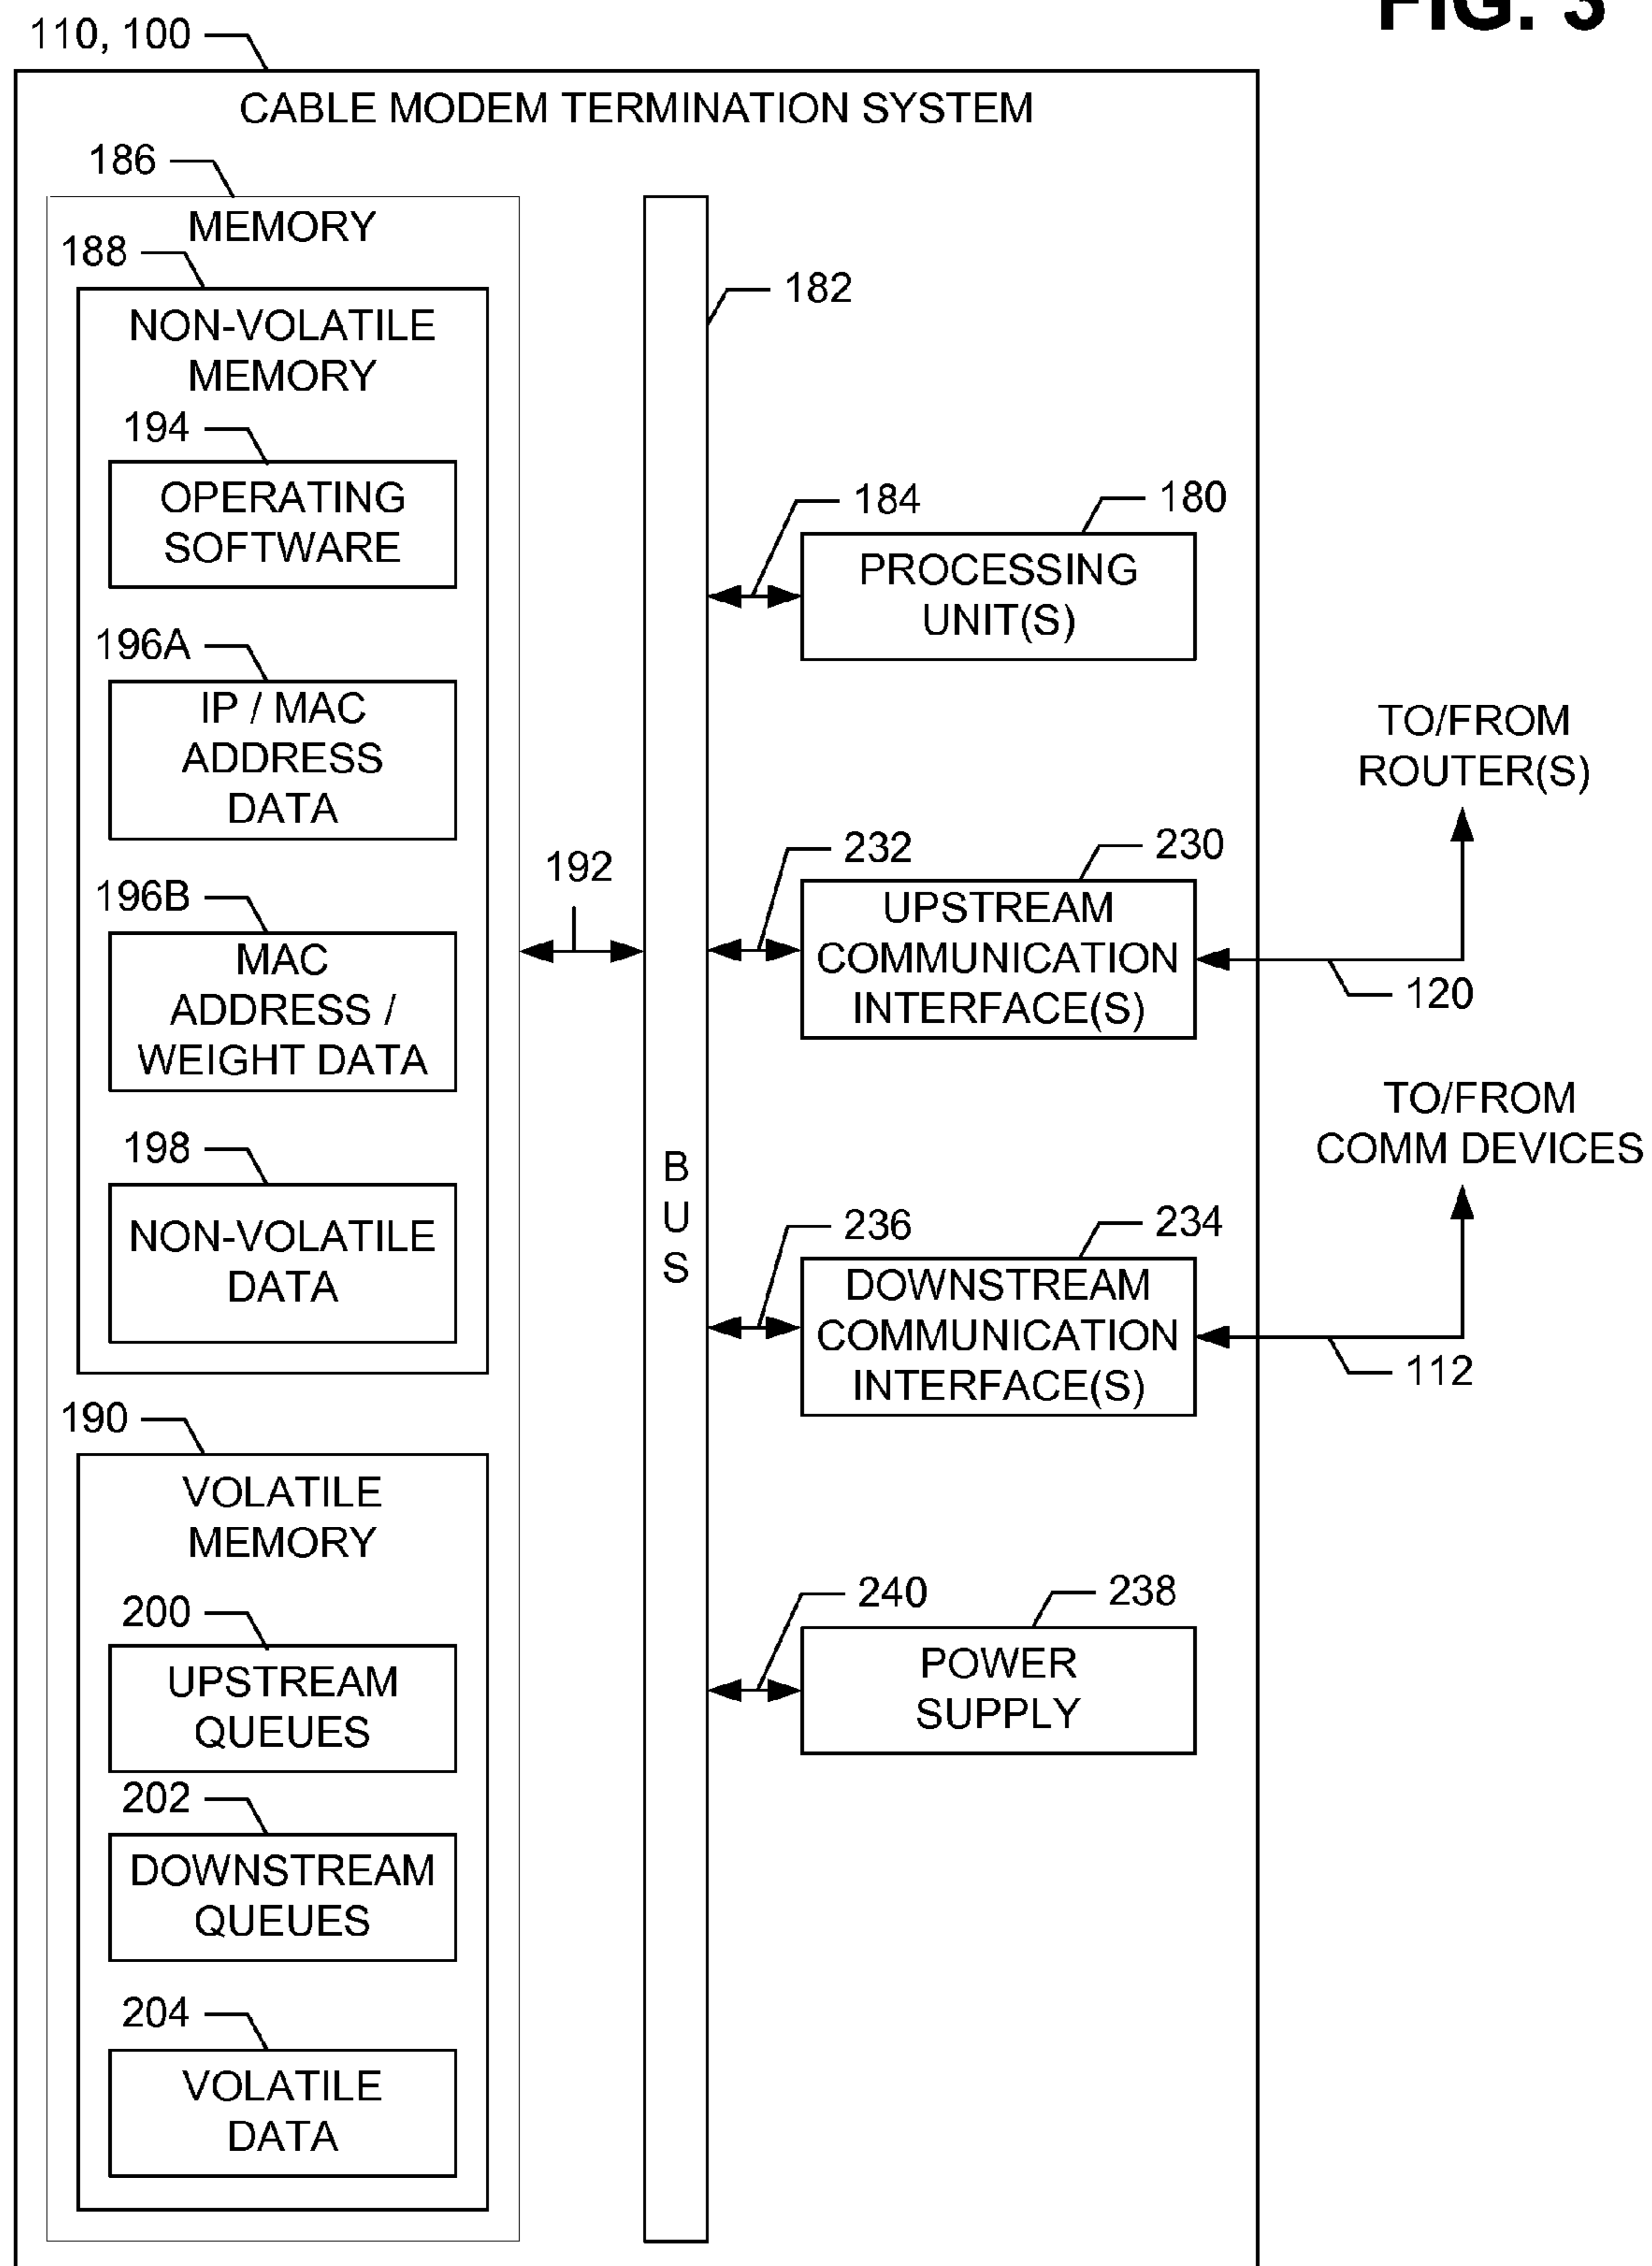 FIG. 3
110, 100
CABLE MODEM TERMINATION SYSTEM
186
MEMORY
188
NON-VOLATILE
MEMORY
194
OPERATING
SOFTWARE
196A
IP / MAC
ADDRESS
DATA
196B
MAC
ADDRESS /
WEIGHT DATA
198
NON-VOLATILE
DATA
190
VOLATILE
MEMORY
200
UPSTREAM
QUEUES
202
DOWNSTREAM
QUEUES
204
VOLATILE
DATA
192
182
BUS
184
180
PROCESSING
UNIT(S)
232
230
UPSTREAM
COMMUNICATION
INTERFACE(S)
TO/FROM
ROUTER(S)
120
236
234
DOWNSTREAM
COMMUNICATION
INTERFACE(S)
TO/FROM
COMM DEVICES
112
240
238
POWER
SUPPLY